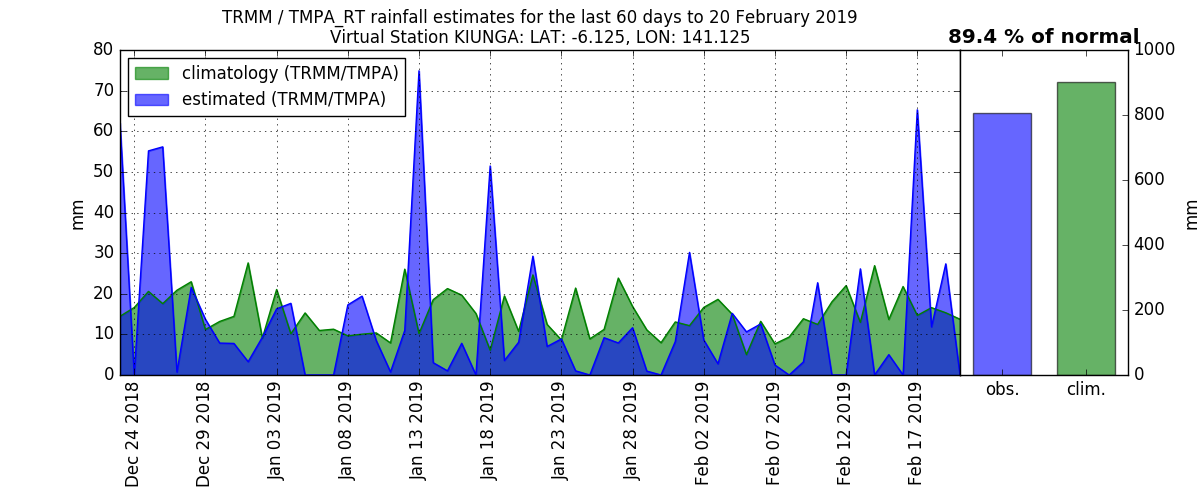 TRMM / TMPA_RT rainfall estimates for the last 60 days to 20 February 2019
Virtual Station KIUNGA: LAT: -6.125, LON: 141.125
89.4 % of normal
climatology (TRMM/TMPA)
estimated (TRMM/TMPA)
80
70
60
50
40
30
20
10
0
mm
Dec 24 2018
Dec 29 2018
Jan 03 2019
Jan 08 2019
Jan 13 2019
Jan 18 2019
Jan 23 2019
Jan 28 2019
Feb 02 2019
Feb 07 2019
Feb 12 2019
Feb 17 2019
obs.
clim.
1000
800
600
400
200
0
mm